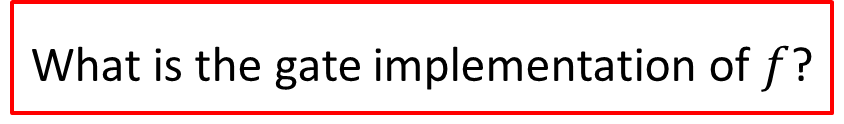 What is the gate implementation of f?